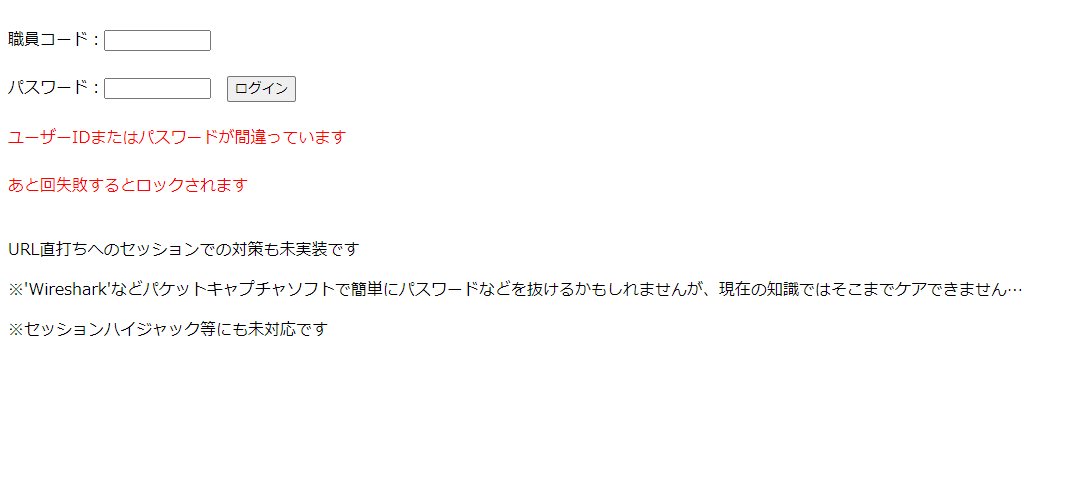 職員コード：
パスワード： ログイン
ユーザーIDまたはパスワードが間違っています
あと回失敗するとロックされます
URL直打ちへのセッションでの対策も未実装です
※'Wireshark'などパケットキャプチャソフトで簡単にパスワードなどを抜けるかもしれませんが、現在の知識ではそこまでケアできません…
※セッションハイジャック等にも未対応です